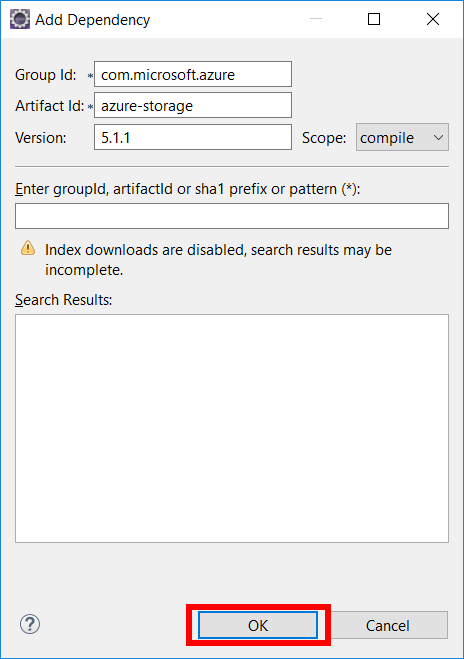 Add Dependency
Group Id: * com.microsoft.azure
Artifact Id: * azure-storage
Version: 5.1.1 Scope: compile
Enter groupId, artifactId or sha1 prefix or pattern (*):
Index downloads are disabled, search results may be
incomplete.
Search Results:
? OK Cancel